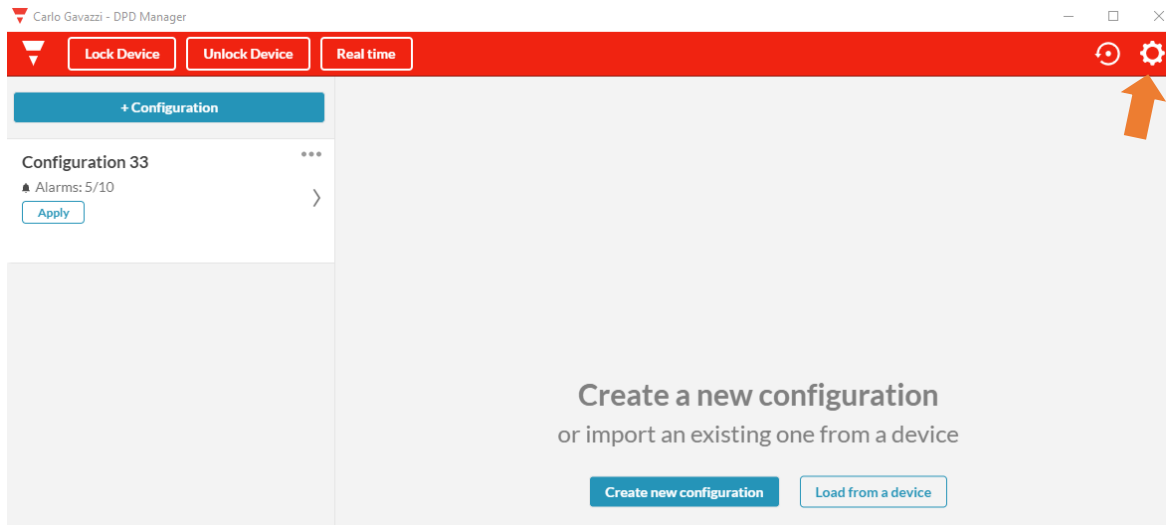 Carlo Gavazzi - DPD Manager
Lock Device Unlock Device Real time
+ Configuration
Configuration 33
Alarms: 5/10
Apply
Create a new configuration
or import an existing one from a device
Create new configuration Load from a device